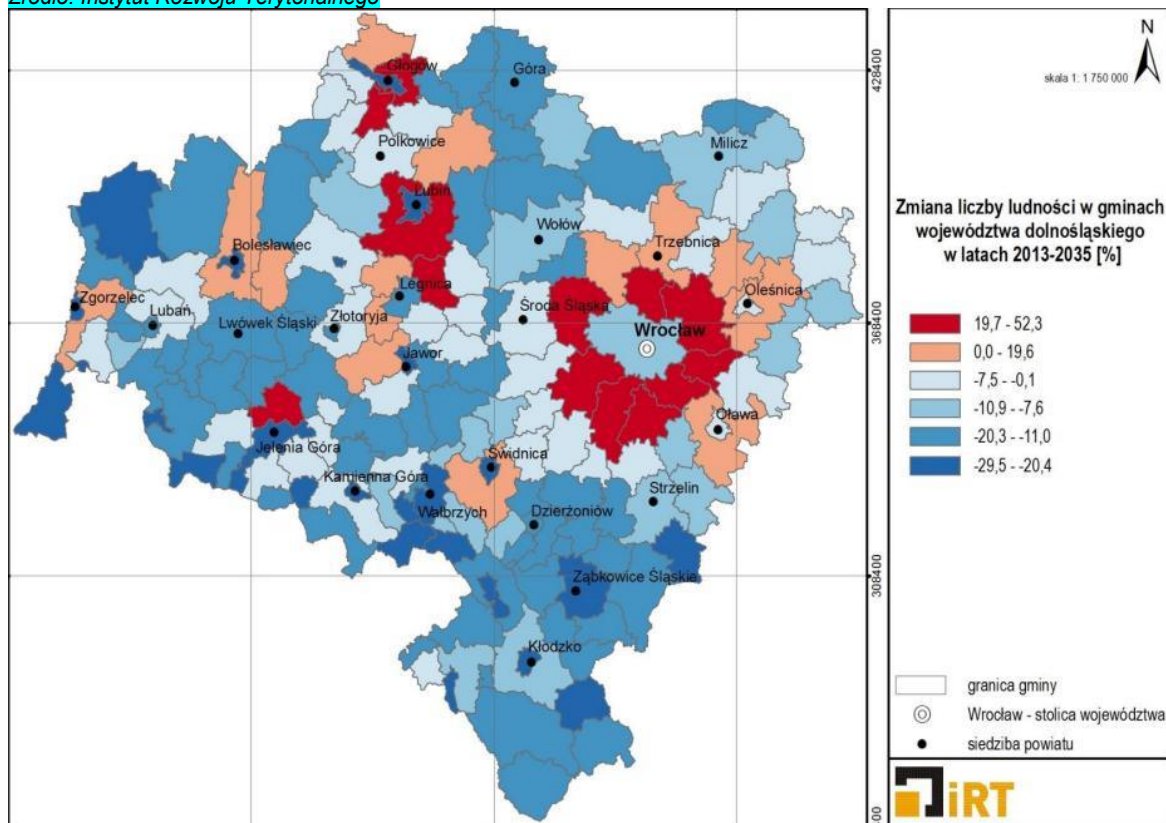 Źródło: Instytut Rozwoju Terytorialnego
N
skala 1: 1 750 000
428400
368400
308400
00
Głogów
Góra
Polkowice
Milicz
Lubin
Wołów
Trzebnica
Bolesławiec
Legnica
Oleśnica
Zgorzelec
Lubań
Lwówek Śląski
Złotoryja
Środa Śląska
Wrocław
Jawor
Oława
Jelenia Góra
Kamienna Góra
Świdnica
Wałbrzych
Strzelin
Dzierżoniów
Ząbkowice Śląskie
Kłodzko
Zmiana liczby ludności w gminach
województwa dolnośląskiego
w latach 2013-2035 [%]
19,7 - 52,3
0,0 - 19,6
-7,5 - -0,1
-10,9 - -7,6
-20,3 - -11,0
-29,5 - -20,4
granica gminy
Wrocław - stolica województwa
siedziba powiatu
iRT